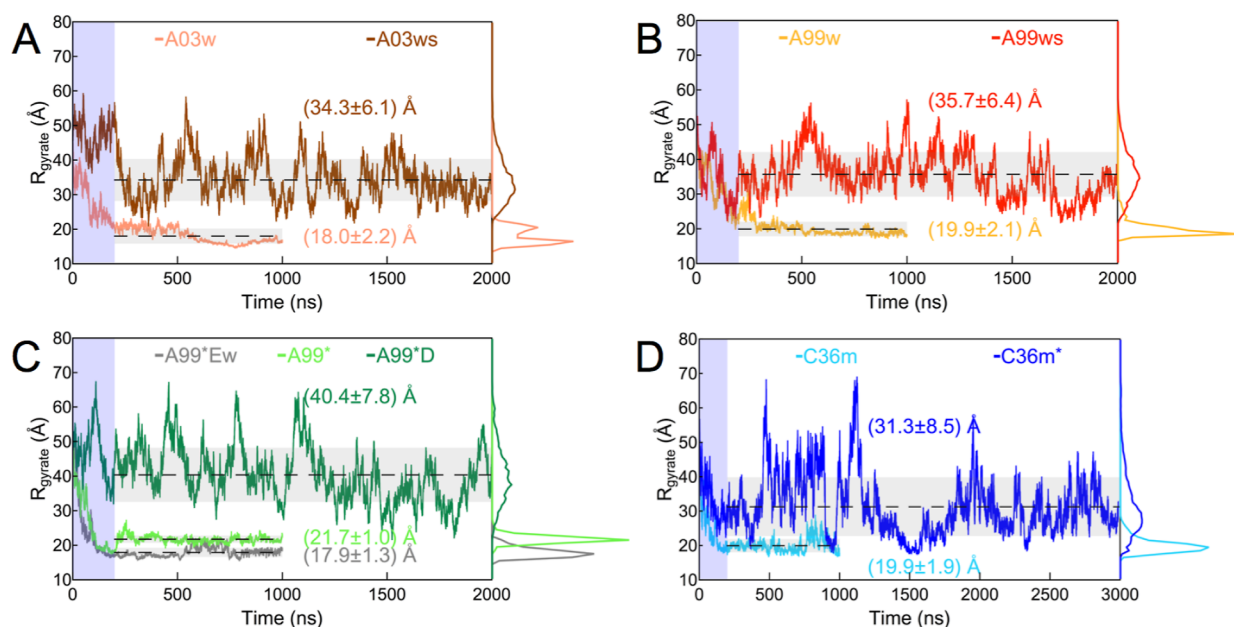 A
80
70
60
50
40
30
20
10
R gyrate (Å)
-A03w
-A03ws
(34.3±6.1) Å
(18.0±2.2) Å
0
500
1000
1500
2000
Time (ns)
B
80
70
60
50
40
30
20
10
R gyrate (Å)
-A99w
-A99ws
(35.7±6.4) Å
(19.9±2.1) Å
0
500
1000
1500
2000
Time (ns)
C
80
70
60
50
40
30
20
10
R gyrate (Å)
-A99*Ew
-A99*
-A99*D
(40.4±7.8) Å
(21.7±1.0) Å
(17.9±1.3) Å
0
500
1000
1500
2000
Time (ns)
D
80
70
60
50
40
30
20
10
R gyrate (Å)
-C36m
-C36m*
(31.3±8.5) Å
(19.9±1.9) Å
0
500
1000
1500
2000
2500
3000
Time (ns)